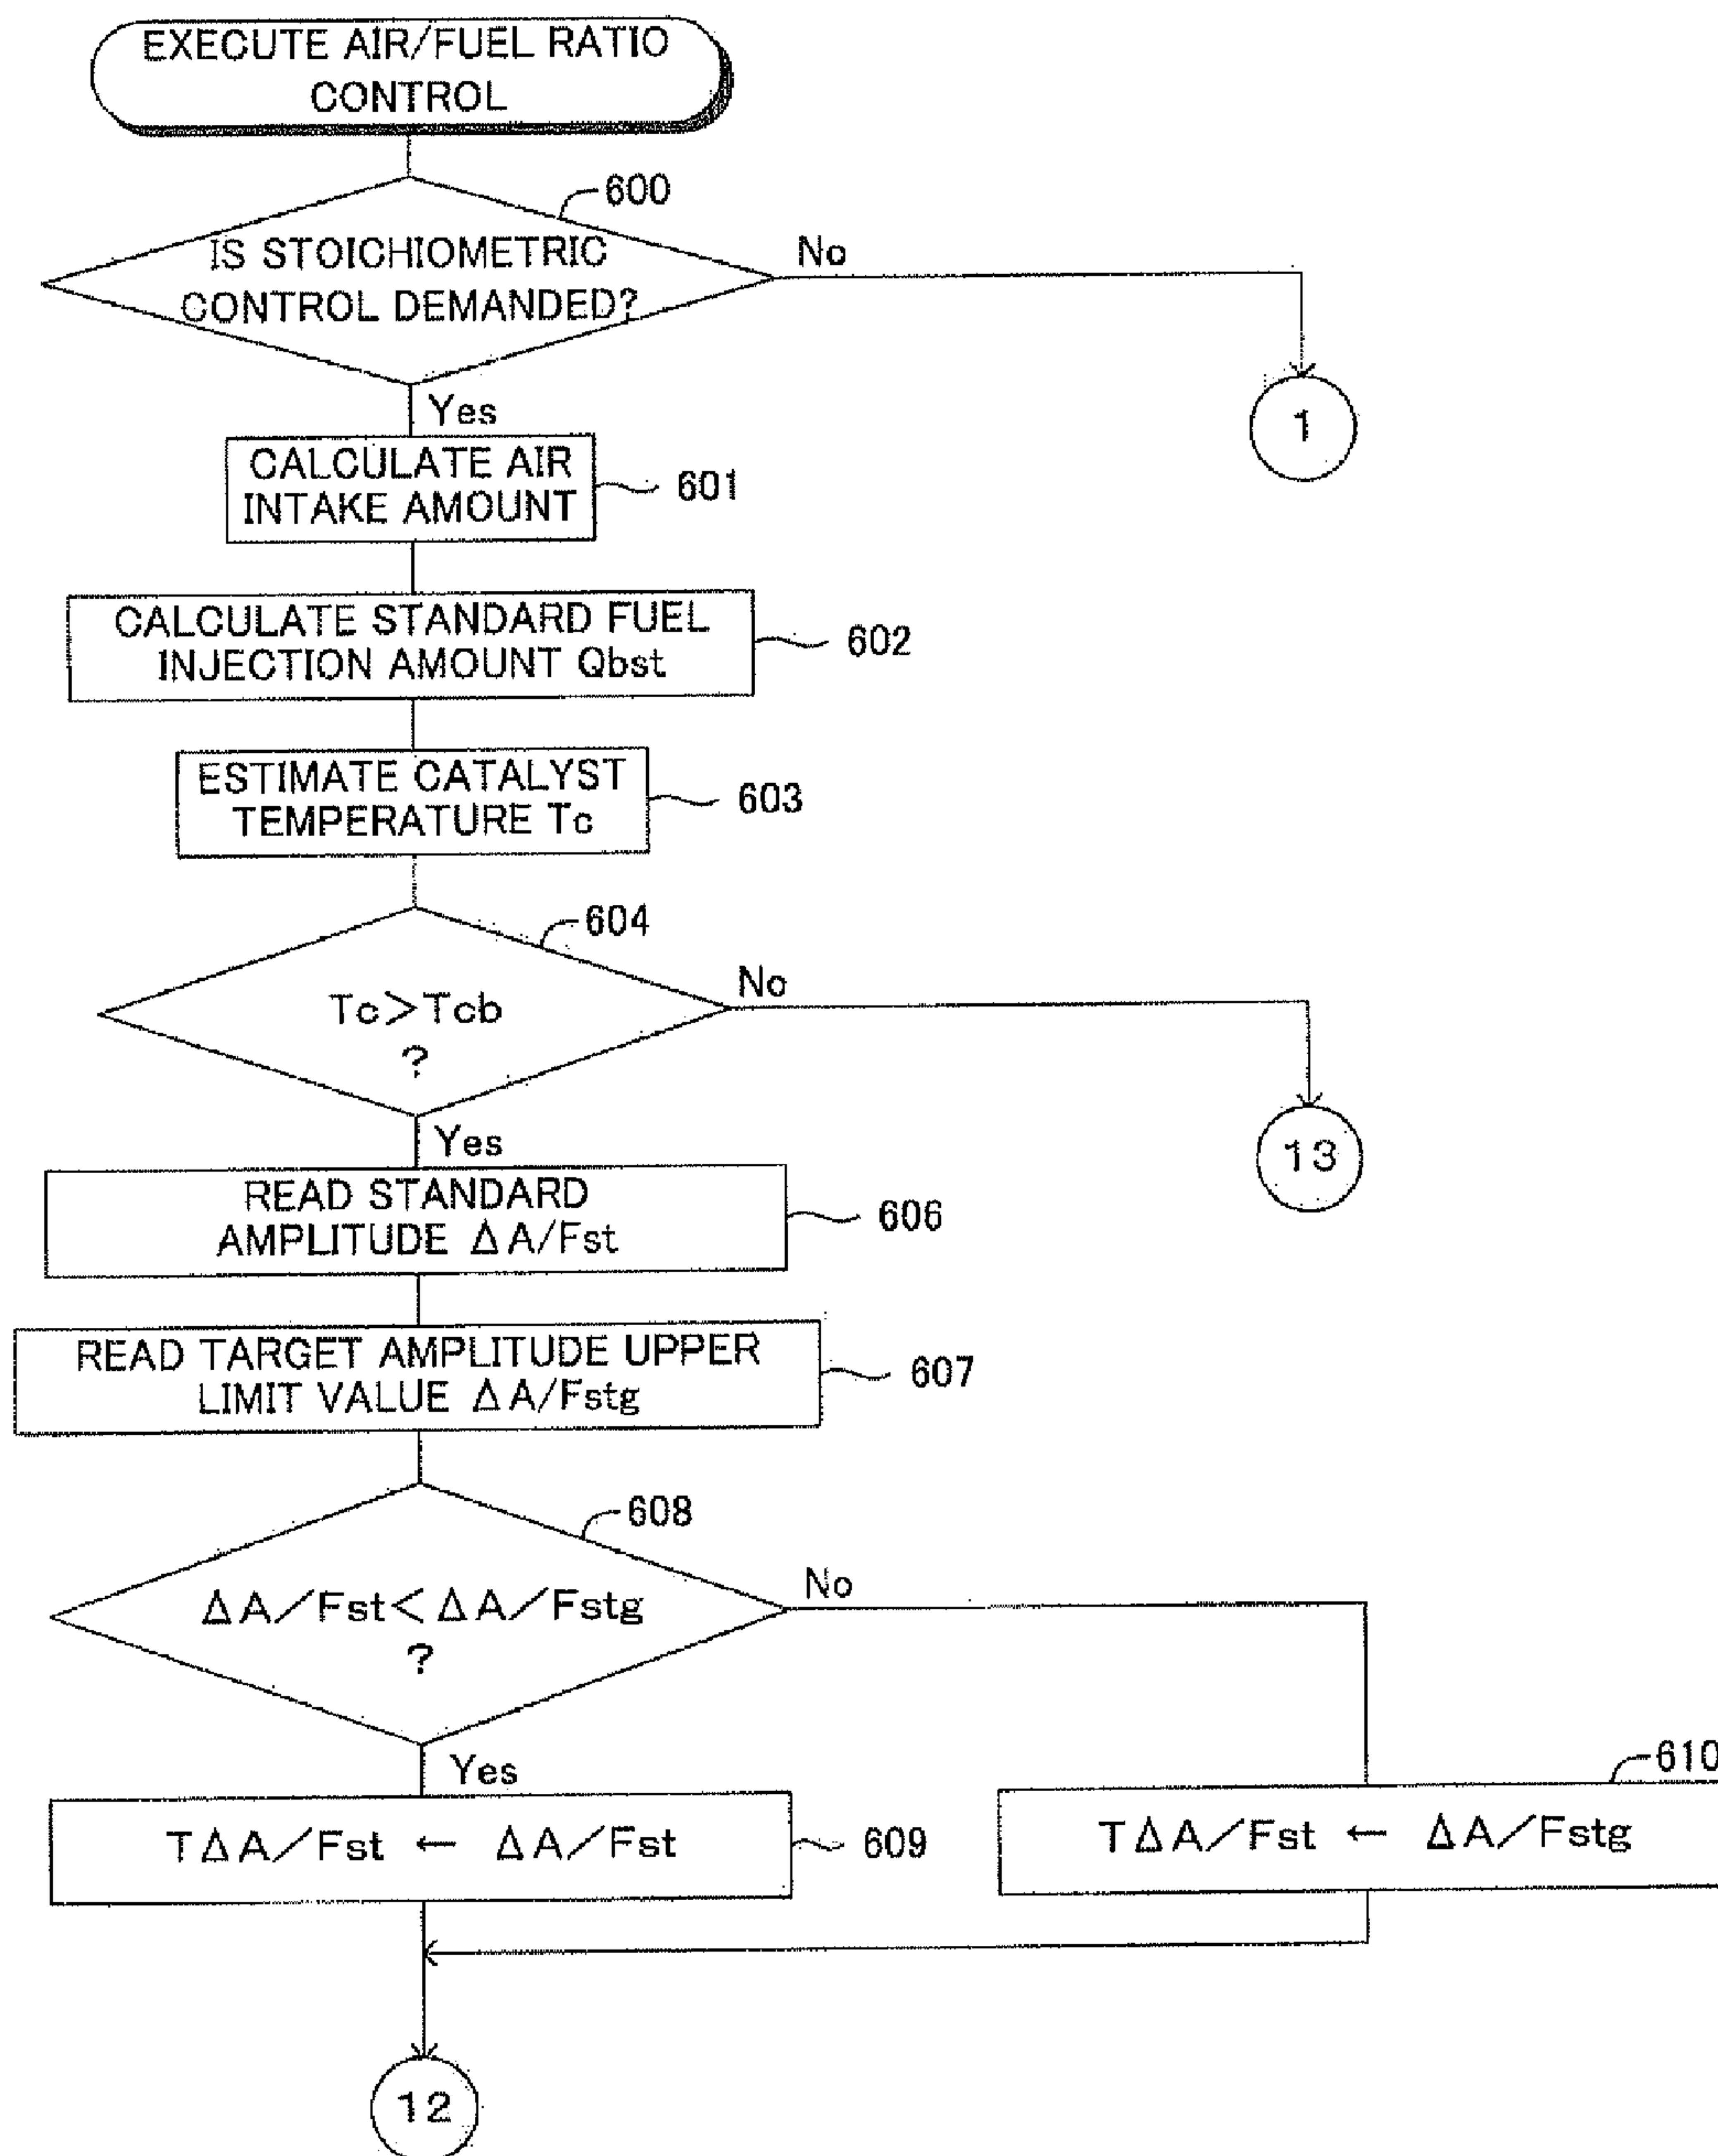 EXECUTE AIR/FUEL RATIO
CONTROL
600
IS STOICHIOMETRIC
CONTROL DEMANDED?
No
1
Yes
CALCULATE AIR
INTAKE AMOUNT
601
CALCULATE STANDARD FUEL
INJECTION AMOUNT Qbst
602
ESTIMATE CATALYST
TEMPERATURE Tc
603
604
Tc>Tcb
?
No
13
Yes
READ STANDARD
AMPLITUDE ΔA/Fst
606
READ TARGET AMPLITUDE UPPER
LIMIT VALUE ΔA/Fstg
607
608
ΔA/Fst<ΔA/Fstg
?
No
Yes
610
TΔA/Fst ← ΔA/Fst
609
TΔA/Fst ← ΔA/Fstg
12